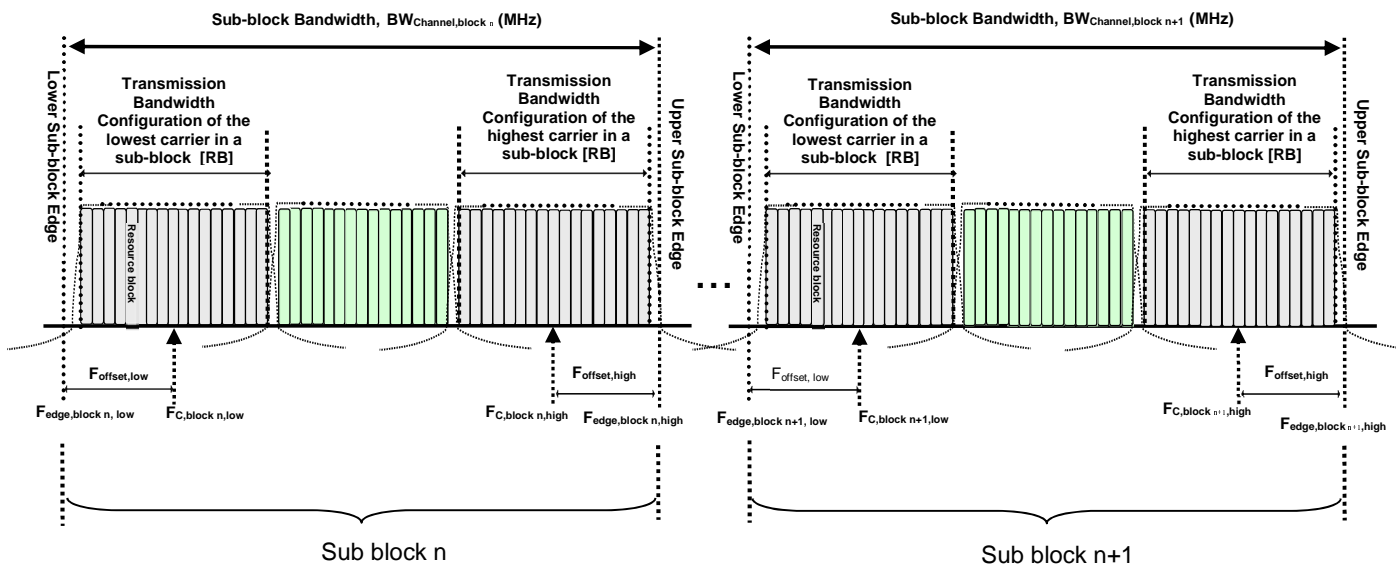 Sub-block Bandwidth, BWChannel,block n (MHz)
Lower Sub-block Edge
Transmission
Bandwidth
Configuration of the
lowest carrier in a
sub-block [RB]
Transmission
Bandwidth
Configuration of the
highest carrier in a
sub-block [RB]
Upper Sub-block Edge
Resource block
Foffset,low
Foffset,high
Fedge,block n, low
FC,block n,low
FC,block n,high
Fedge,block n,high
Sub block n
...
Sub-block Bandwidth, BWChannel,block n+1 (MHz)
Lower Sub-block Edge
Transmission
Bandwidth
Configuration of the
lowest carrier in a
sub-block [RB]
Transmission
Bandwidth
Configuration of the
highest carrier in a
sub-block [RB]
Upper Sub-block Edge
Resource block
Foffset, low
Foffset,high
Fedge,block n+1, low
FC,block n+1,low
FC,block n+1,high
Fedge,block n+1,high
Sub block n+1